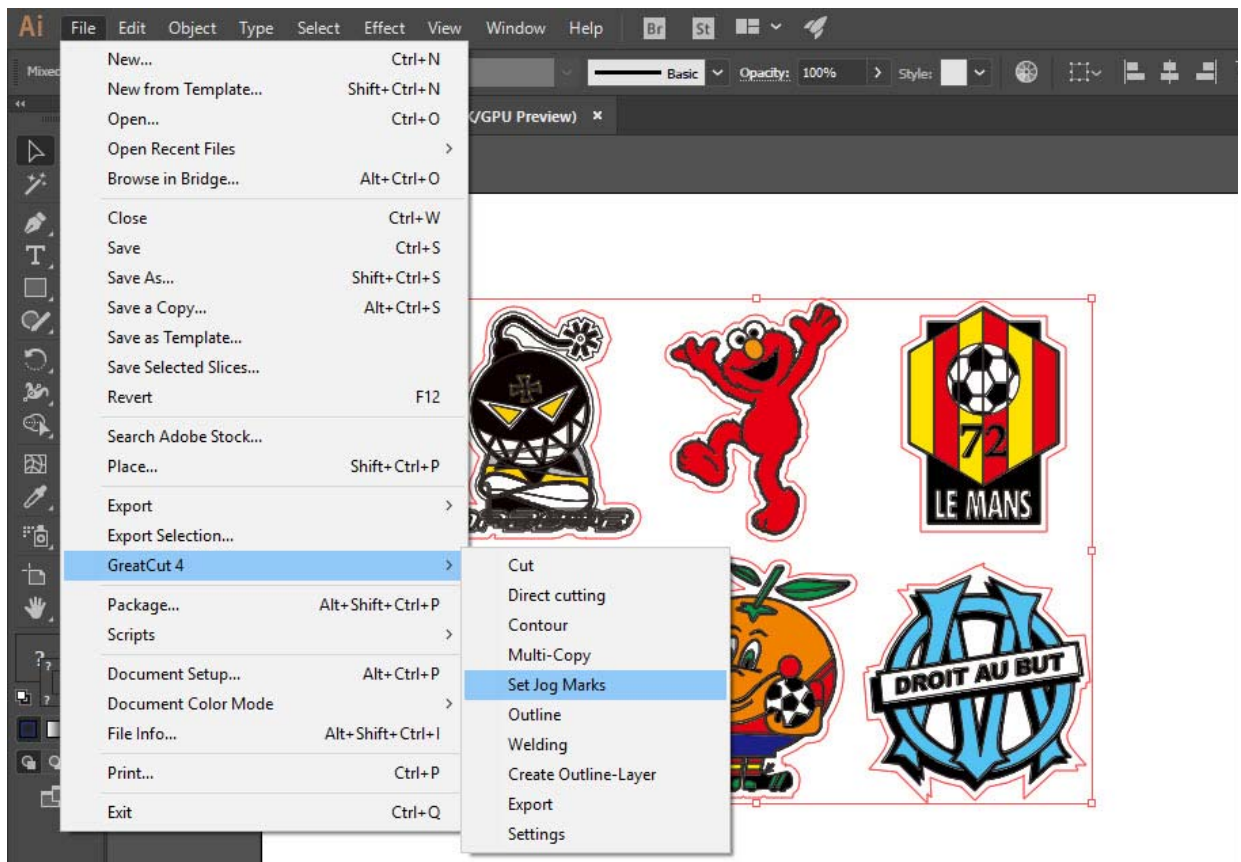 Ai File Edit Object Type Select Effect View Window Help Br St
Mixed Basic Opacity: 100% Style:
/GPU Preview) ×
New... Ctrl+N
New from Template... Shift+Ctrl+N
Open... Ctrl+O
Open Recent Files
Browse in Bridge... Alt+Ctrl+O
Close Ctrl+W
Save Ctrl+S
Save As... Shift+Ctrl+S
Save a Copy... Alt+Ctrl+S
Save as Template...
Save Selected Slices...
Revert F12
Search Adobe Stock...
Place... Shift+Ctrl+P
Export
Export Selection...
GreatCut 4
Package... Alt+Shift+Ctrl+P
Scripts
Document Setup... Alt+Ctrl+P
Document Color Mode
File Info... Alt+Shift+Ctrl+I
Print... Ctrl+P
Exit Ctrl+Q
Cut
Direct cutting
Contour
Multi-Copy
Set Jog Marks
Outline
Welding
Create Outline-Layer
Export
Settings
72
LE MANS
DROIT AU BUT